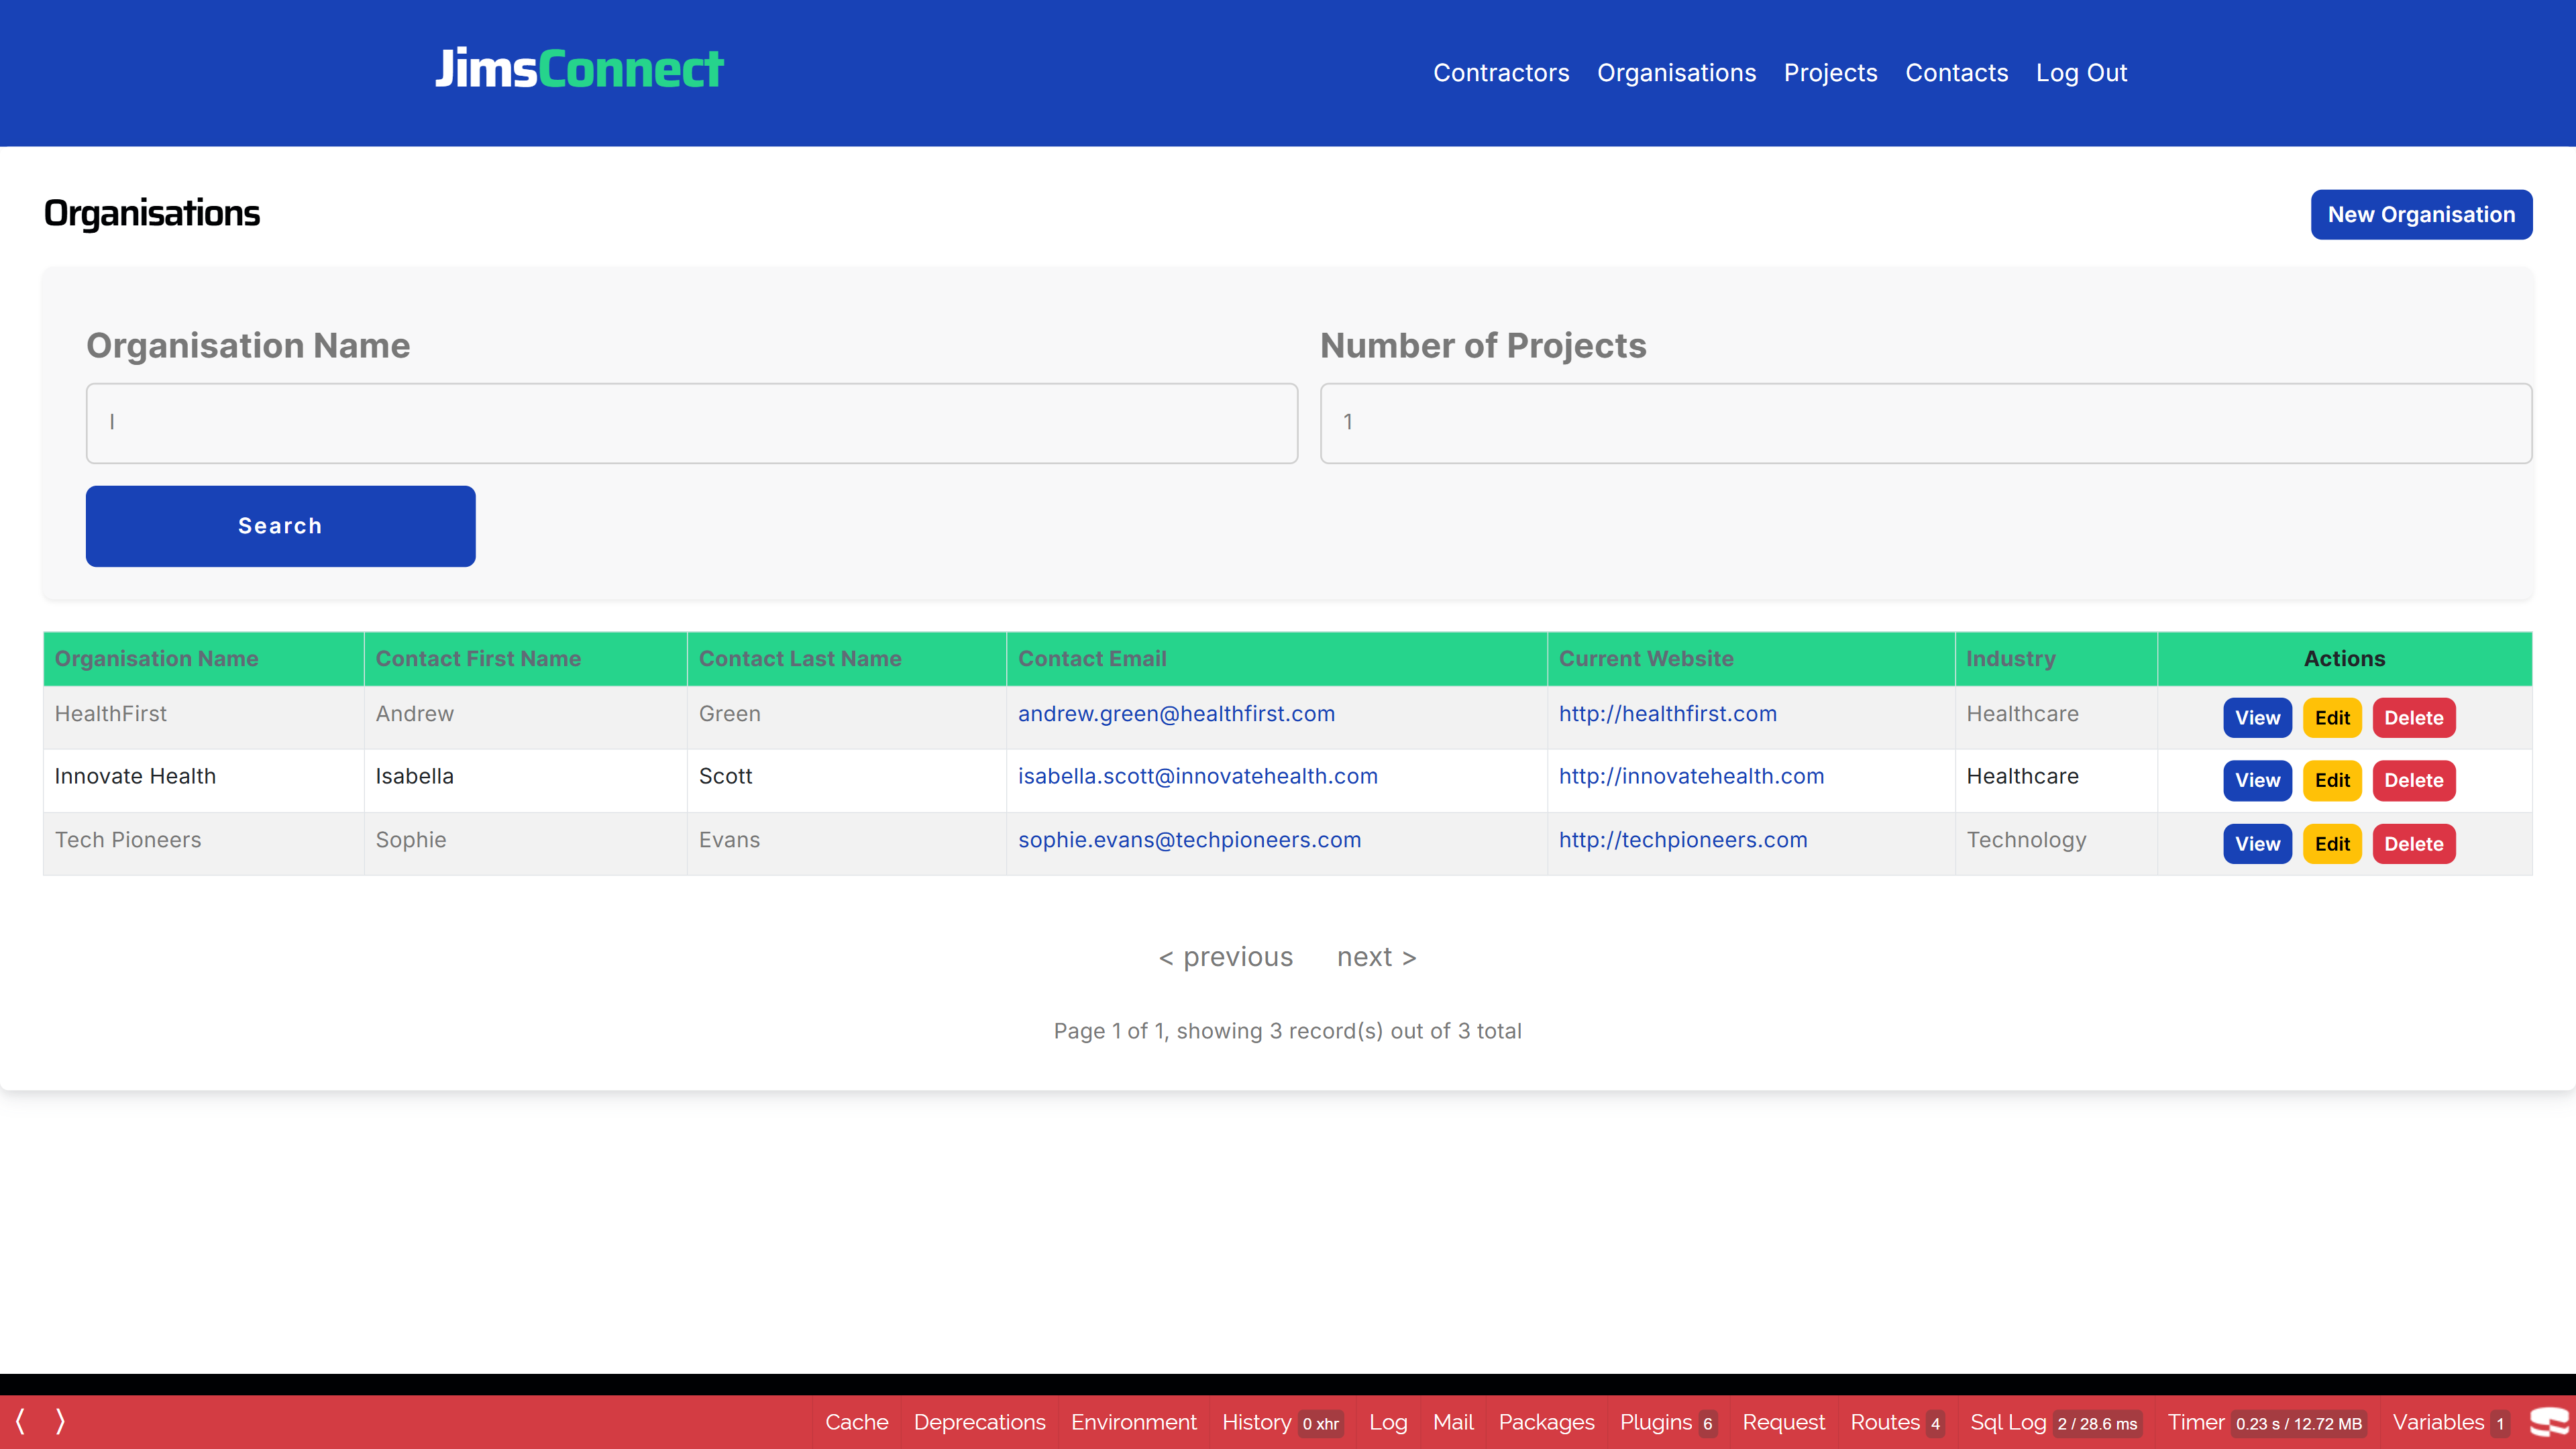 JimsConnect
Contractors Organisations Projects Contacts Log Out
Organisations
New Organisation
Organisation Name Number of Projects
I 1
Search
Organisation Name Contact First Name Contact Last Name Contact Email Current Website Industry Actions
HealthFirst Andrew Green andrew.green@healthfirst.com http://healthfirst.com Healthcare View Edit Delete
Innovate Health Isabella Scott isabella.scott@innovatehealth.com http://innovatehealth.com Healthcare View Edit Delete
Tech Pioneers Sophie Evans sophie.evans@techpioneers.com http://techpioneers.com Technology View Edit Delete
< previous next >
Page 1 of 1, showing 3 record(s) out of 3 total
Cache Deprecations Environment History 0 xhr Log Mail Packages Plugins 6 Request Routes 4 Sql Log 2 / 28.6 ms Timer 0.23 s / 12.72 MB Variables 1